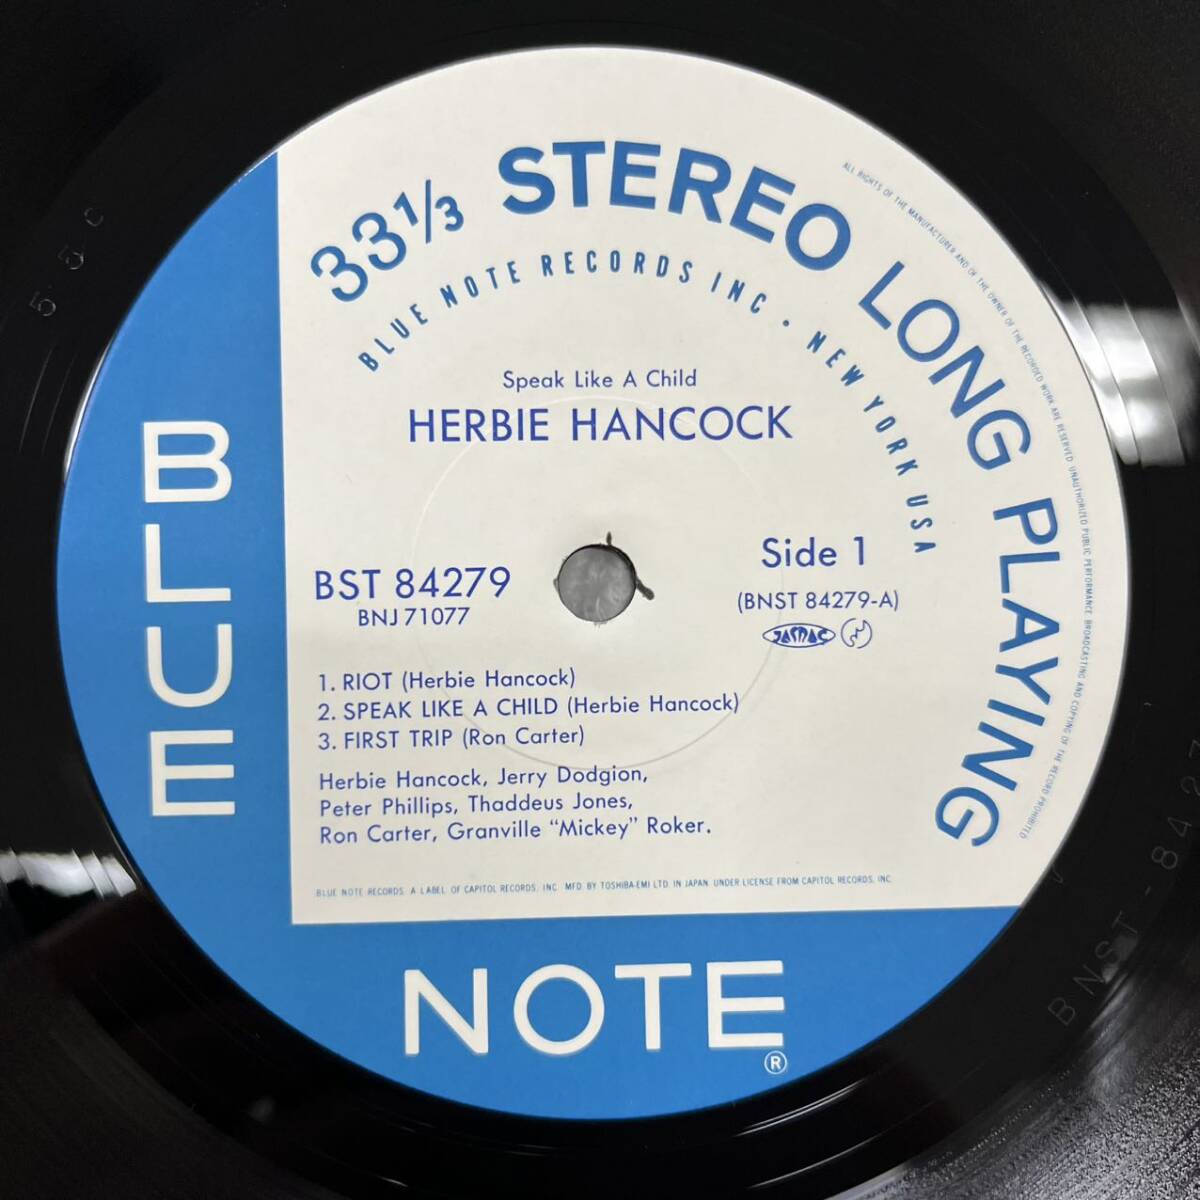 33⅓ STEREO LONG PLAYING
BLUE NOTE RECORDS INC · NEW YORK USA
ALL RIGHTS OF THE MANUFACTURER AND OF THE OWNER OF THE RECORDED WORK ARE RESERVED. UNAUTHORIZED PUBLIC PERFORMANCE, BROADCASTING AND COPYING OF THE RECORD PROHIBITED
Speak Like A Child
HERBIE HANCOCK
BST 84279
BNJ 71077
Side 1
(BNST 84279-A)
JASRAC
1. RIOT (Herbie Hancock)
2. SPEAK LIKE A CHILD (Herbie Hancock)
3. FIRST TRIP (Ron Carter)
Herbie Hancock, Jerry Dodgion,
Peter Phillips, Thaddeus Jones,
Ron Carter, Granville “Mickey” Roker.
BLUE NOTE RECORDS. A LABEL OF CAPITOL RECORDS, INC. MFD. BY TOSHIBA-EMI LTD. IN JAPAN. UNDER LICENSE FROM CAPITOL RECORDS, INC.
BLUE
NOTE®